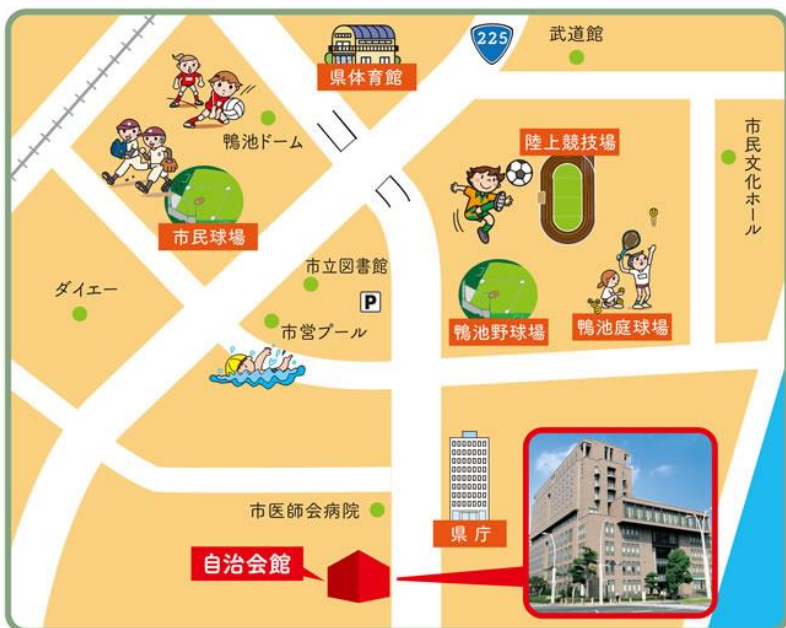 225
武道館
県体育館
鴨池ドーム
陸上競技場
市民文化ホール
市民球場
市立図書館
ダイエー
P
市営プール
鴨池野球場
鴨池庭球場
市医師会病院
県庁
自治会館